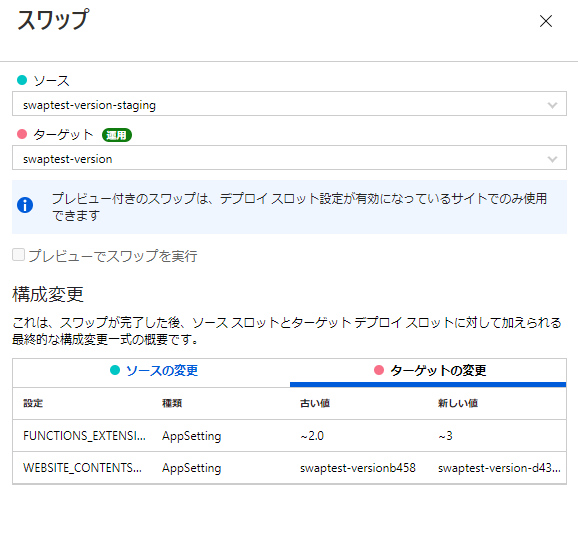 スワップ
ソース
swaptest-version-staging
ターゲット 運用
swaptest-version
プレビュー付きのスワップは、デプロイ スロット設定が有効になっているサイトでのみ使用
できます
プレビューでスワップを実行
構成変更
これは、スワップが完了した後、ソース スロットとターゲット デプロイ スロットに対して加えられる
最終的な構成変更一式の概要です。
ソースの変更 ターゲットの変更
設定 種類 古い値 新しい値
FUNCTIONS_EXTENSI... AppSetting ~2.0 ~3
WEBSITE_CONTENTS... AppSetting swaptest-versionb458 swaptest-version-d43...